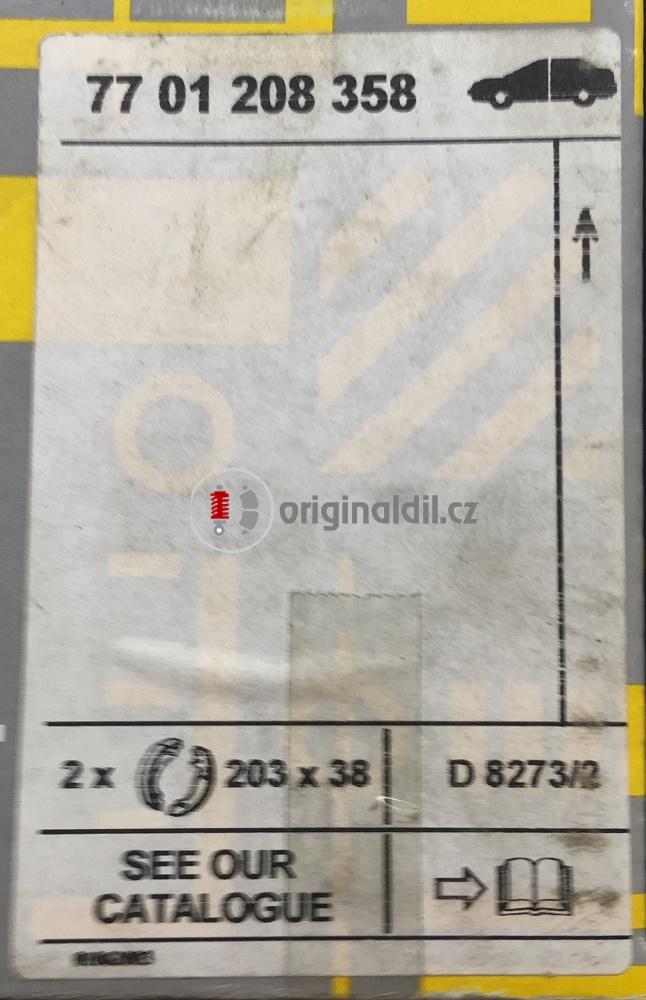 77 01 208 358
originaldil.cz
2 x 203 x 38 D 8273/2
SEE OUR
CATALOGUE